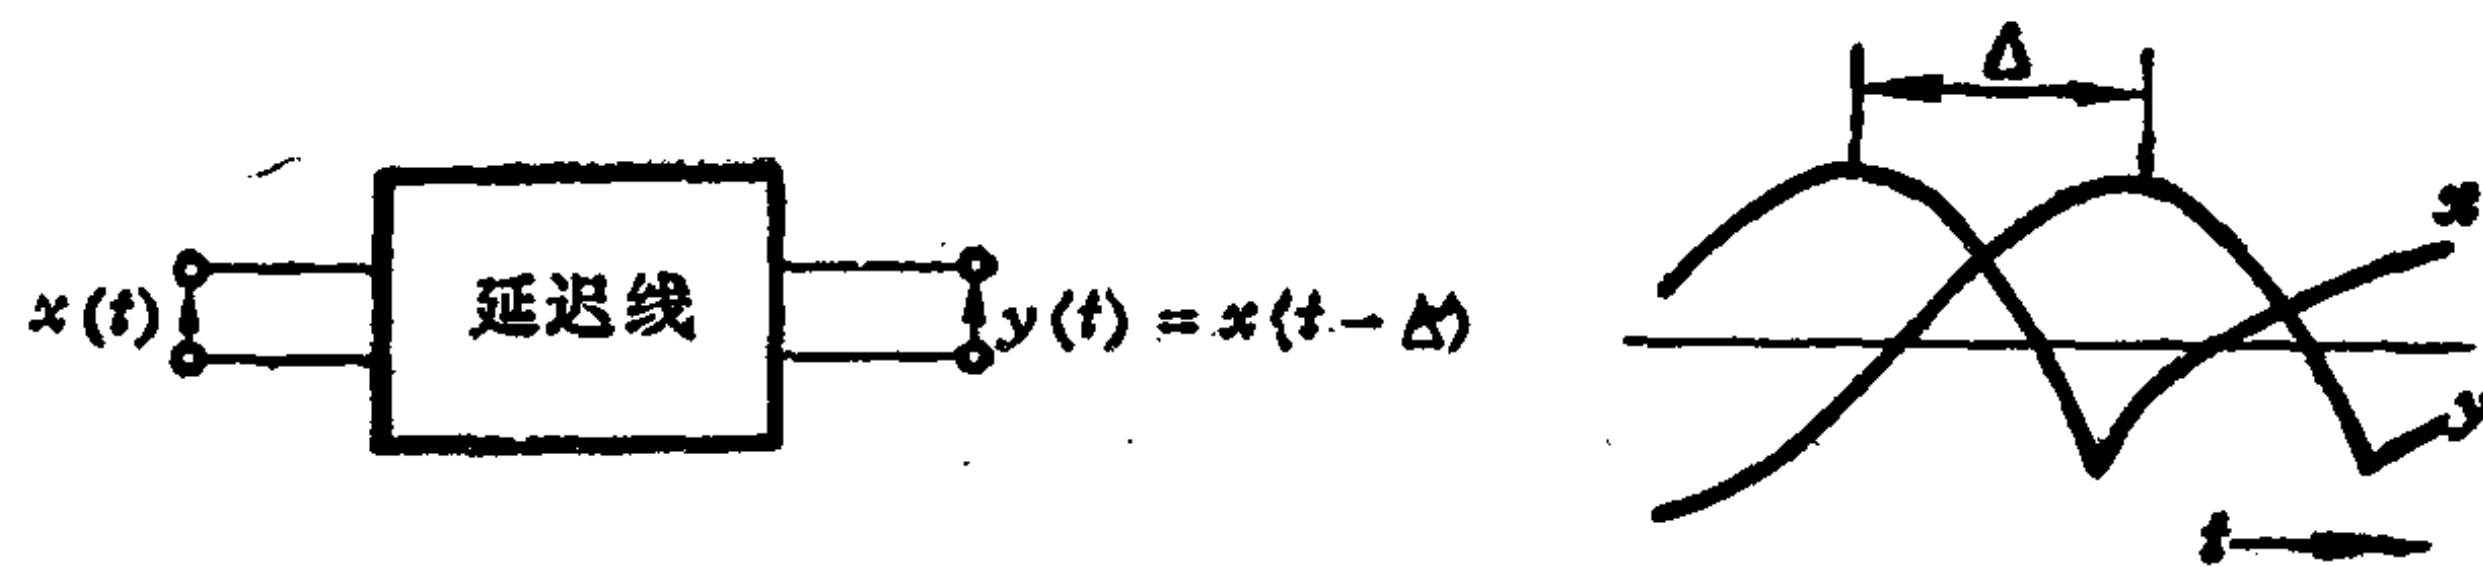 Δ
x
x(t)
延迟线
y(t) = x(t - Δ)
y
t